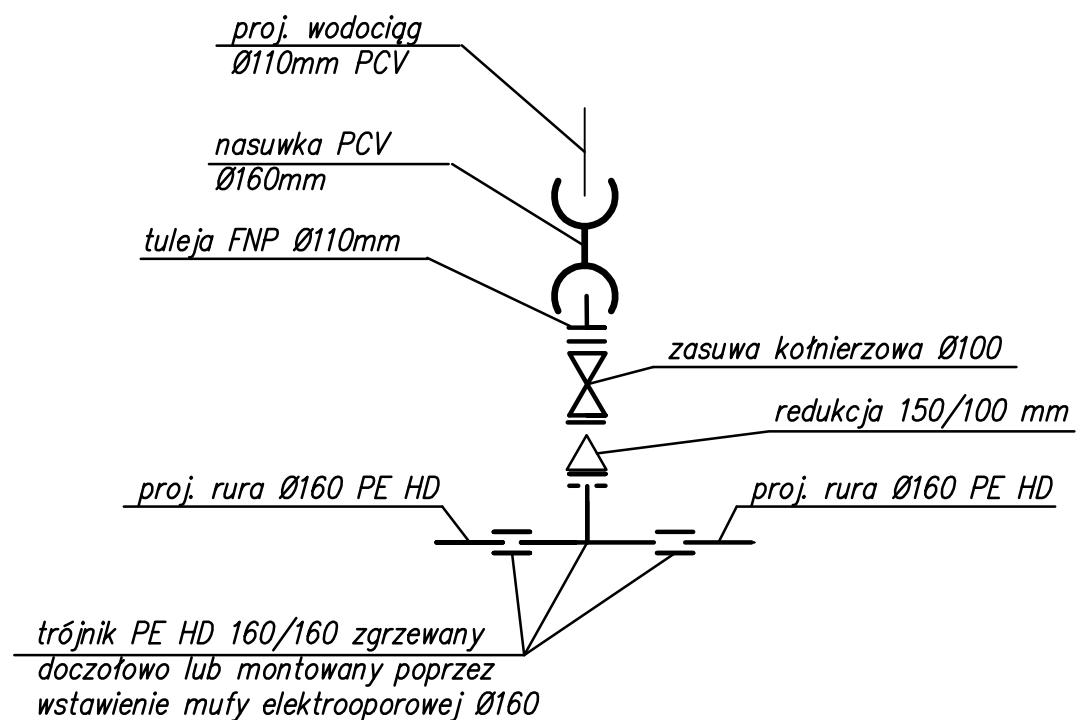 proj. wodociąg
Ø110mm PCV
nasuwka PCV
Ø160mm
tuleja FNP Ø110mm
zasuwa kołnierzowa Ø100
redukcja 150/100 mm
proj. rura Ø160 PE HD
proj. rura Ø160 PE HD
trójnik PE HD 160/160 zgrzewany
doczołowo lub montowany poprzez
wstawienie mufy elektrooporowej Ø160